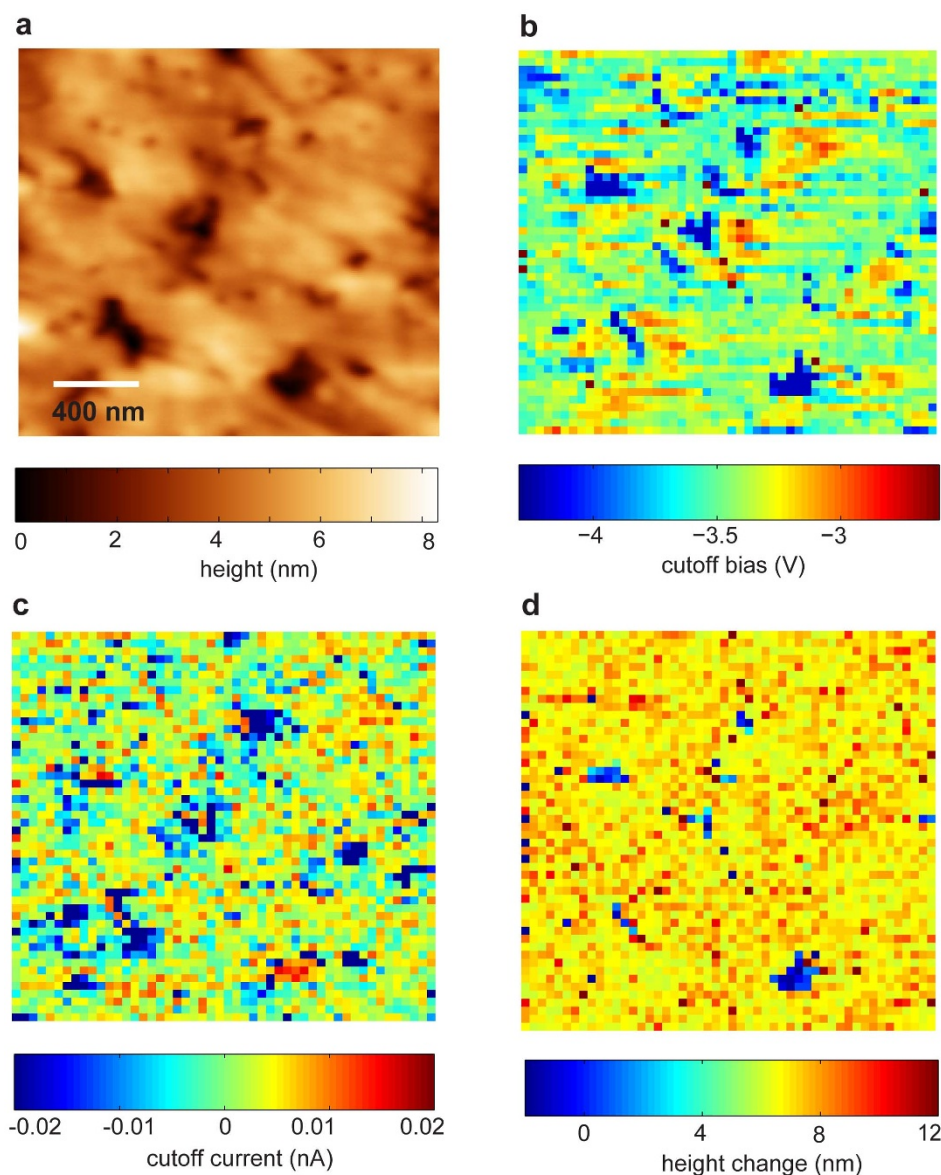 a
400 nm
0 2 4 6 8
height (nm)
b
−4 −3.5 −3
cutoff bias (V)
c
-0.02 -0.01 0 0.01 0.02
cutoff current (nA)
d
0 4 8 12
height change (nm)